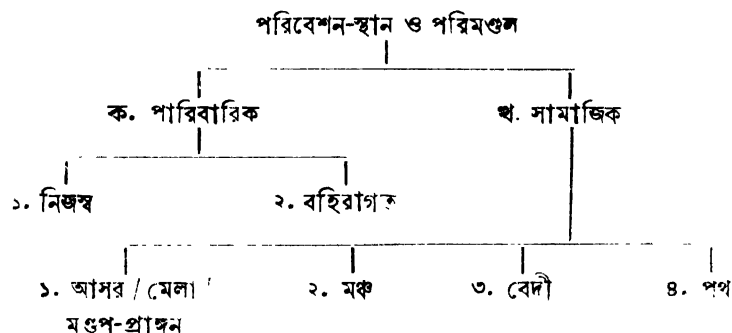 পরিবেশন-স্থান ও পরিমণ্ডল
ক. পারিবারিক খ. সামাজিক
১. নিজস্ব ২. বহিরাগত
১. আসর / মেলা ২. মঞ্চ ৩. বেদী ৪. পথ
মণ্ডপ-প্রাঙ্গন